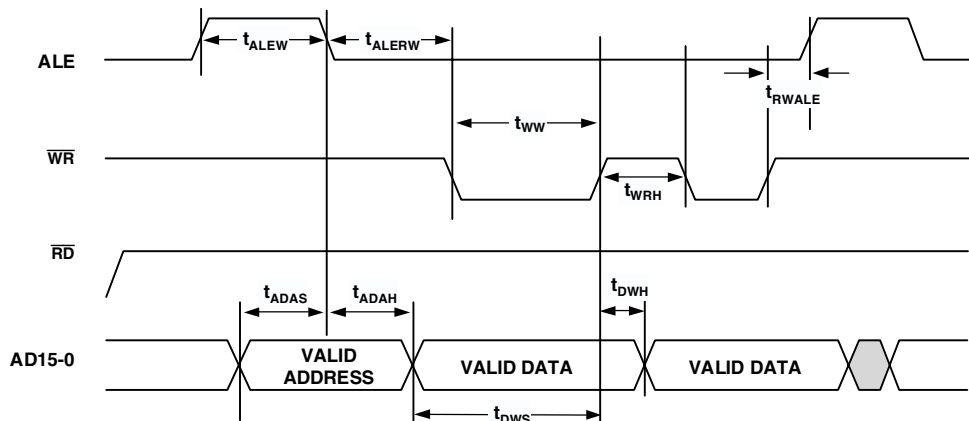 ALE
tALEW
tALERW
tRWALE
tWW
WR
tWRH
RD
tADAS
tADAH
tDWH
AD15-0
VALID
ADDRESS
VALID DATA
VALID DATA
tDWS